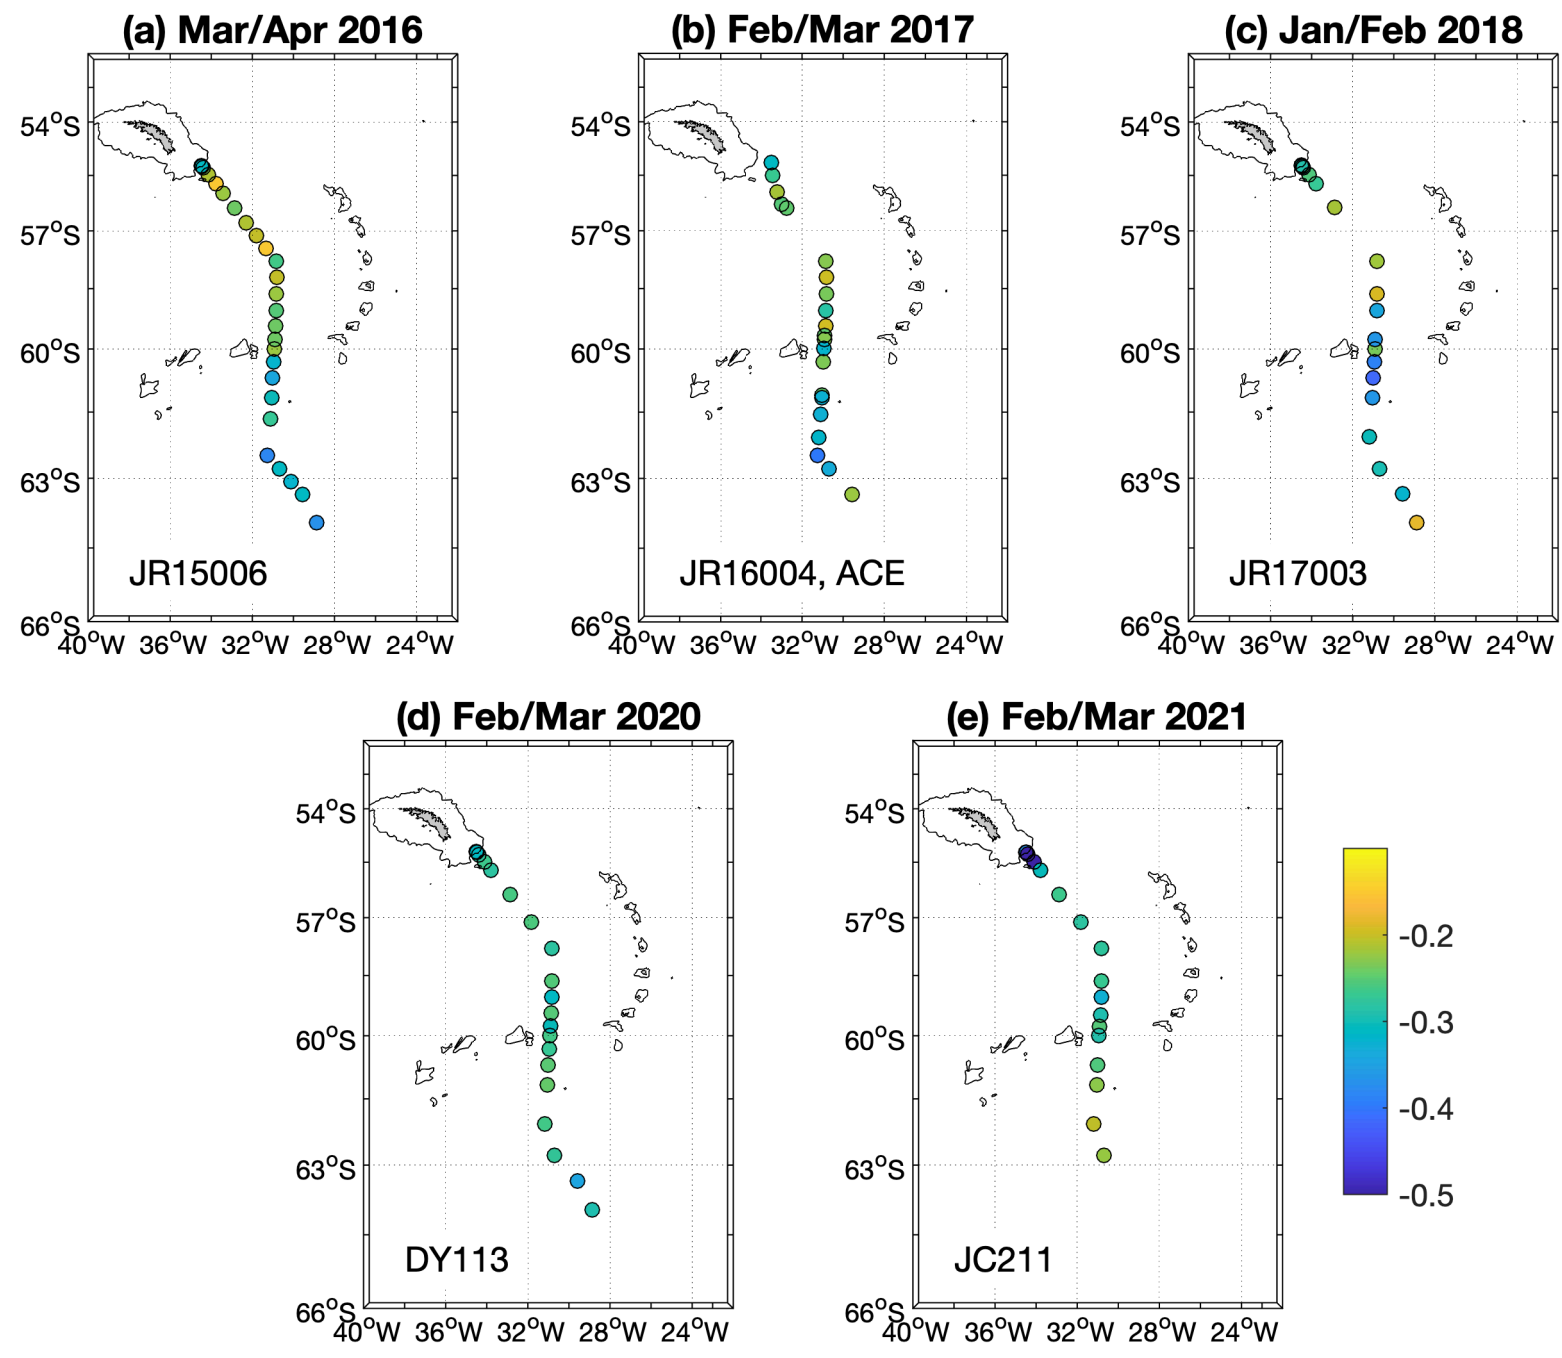 (a) Mar/Apr 2016
(b) Feb/Mar 2017
(c) Jan/Feb 2018
54°S
57°S
60°S
63°S
66°S
40°W 36°W 32°W 28°W 24°W
JR15006
54°S
57°S
60°S
63°S
66°S
40°W 36°W 32°W 28°W 24°W
JR16004, ACE
54°S
57°S
60°S
63°S
66°S
40°W 36°W 32°W 28°W 24°W
JR17003
(d) Feb/Mar 2020
(e) Feb/Mar 2021
54°S
57°S
60°S
63°S
66°S
40°W 36°W 32°W 28°W 24°W
DY113
54°S
57°S
60°S
63°S
66°S
40°W 36°W 32°W 28°W 24°W
JC211
-0.2
-0.3
-0.4
-0.5